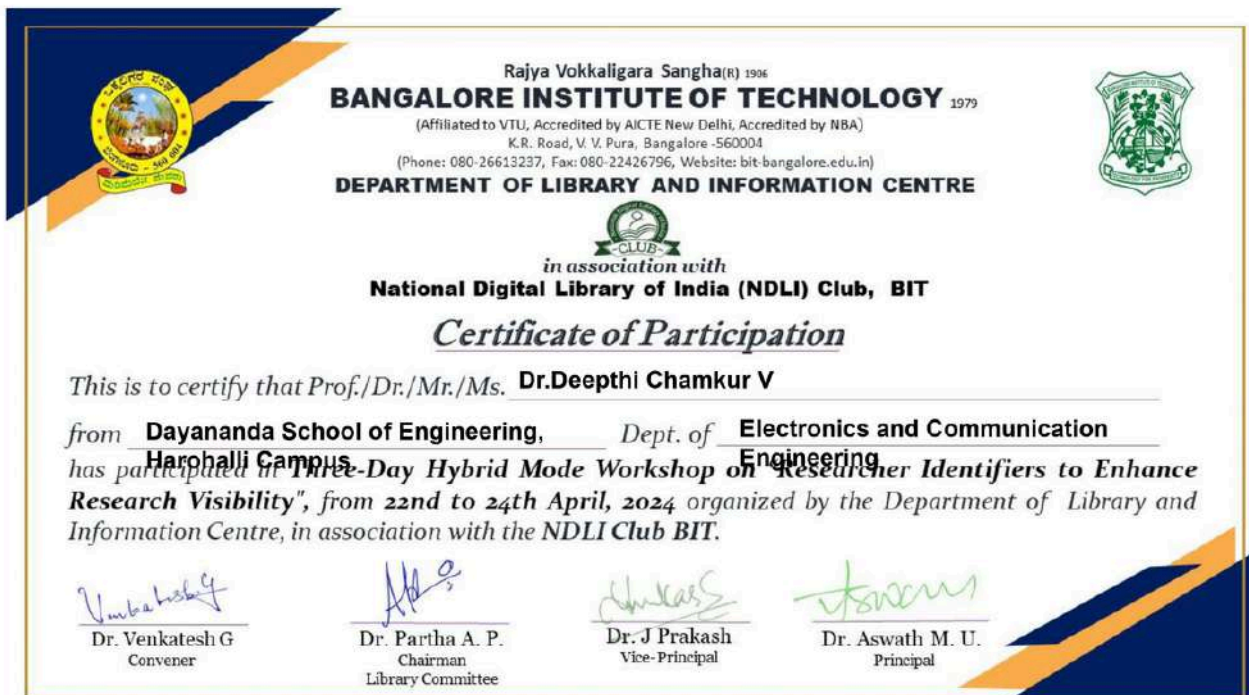 Rajya Vokkaligara Sangha(R) 1906
BANGALORE INSTITUTE OF TECHNOLOGY 1979
(Affiliated to VTU, Accredited by AICTE New Delhi, Accredited by NBA)
K.R. Road, V. V. Pura, Bangalore -560004
(Phone: 080-26613237, Fax: 080-22426796, Website: bit-bangalore.edu.in)
DEPARTMENT OF LIBRARY AND INFORMATION CENTRE
CLUB
in association with
National Digital Library of India (NDLI) Club, BIT
Certificate of Participation
This is to certify that Prof./Dr./Mr./Ms. Dr.Deepthi Chamkur V
from Dayananda School of Engineering, Harohalli Campus Dept. of Electronics and Communication Engineering
has participated in Three-Day Hybrid Mode Workshop on "Researcher Identifiers to Enhance
Research Visibility", from 22nd to 24th April, 2024 organized by the Department of Library and
Information Centre, in association with the NDLI Club BIT.
Dr. Venkatesh G
Convener
Dr. Partha A. P.
Chairman
Library Committee
Dr. J Prakash
Vice-Principal
Dr. Aswath M. U.
Principal